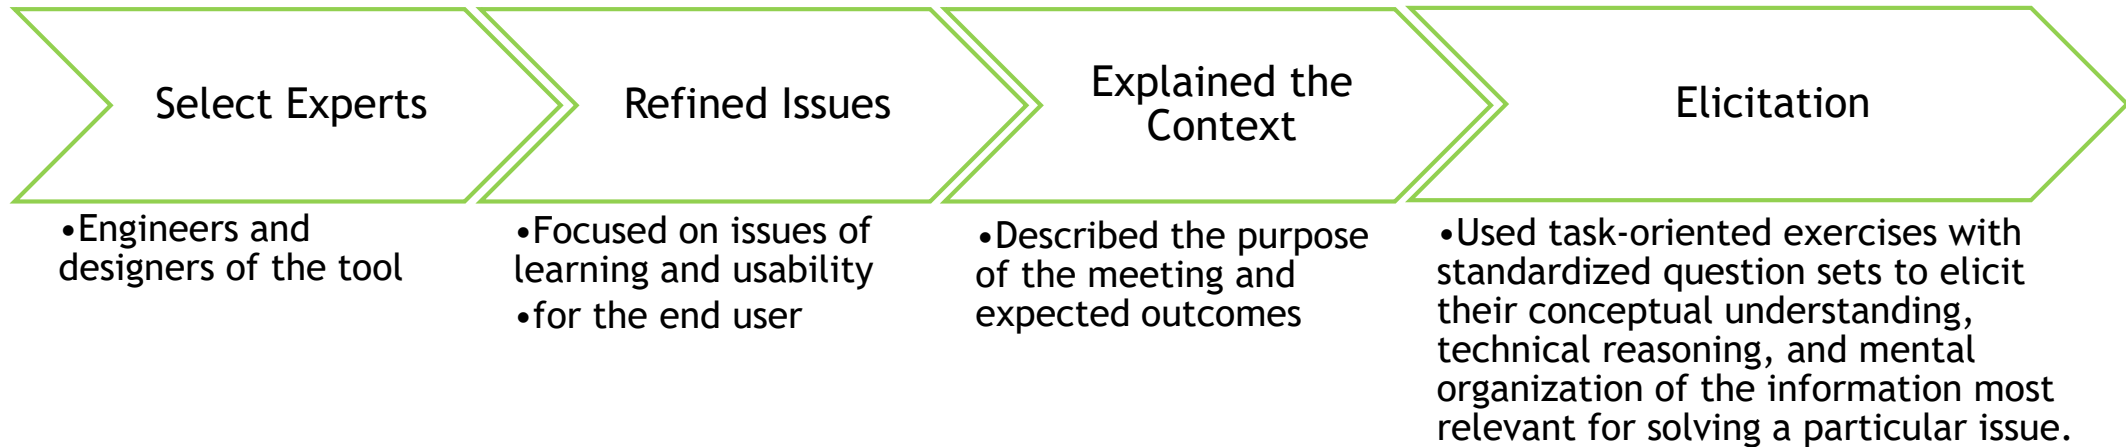 Select Experts
•Engineers and
designers of the tool
Refined Issues
•Focused on issues of
learning and usability
•for the end user
Explained the
Context
•Described the purpose
of the meeting and
expected outcomes
Elicitation
•Used task-oriented exercises with
standardized question sets to elicit
their conceptual understanding,
technical reasoning, and mental
organization of the information most
relevant for solving a particular issue.